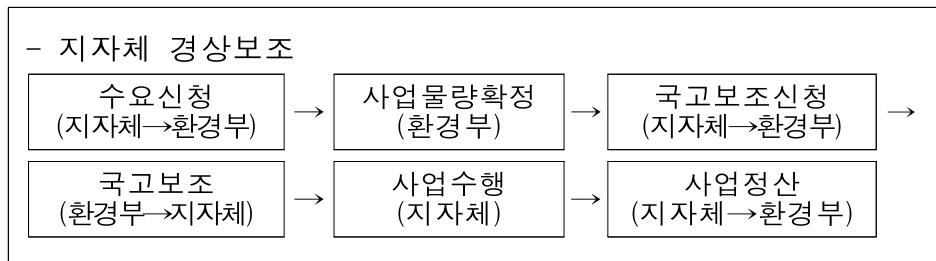 - 지자체 경상보조
수요신청 → 사업물량확정 → 국고보조신청 →
(지자체→환경부) (환경부) (지자체→환경부)
국고보조 → 사업수행 → 사업정산
(환경부→지자체) (지자체) (지자체→환경부)